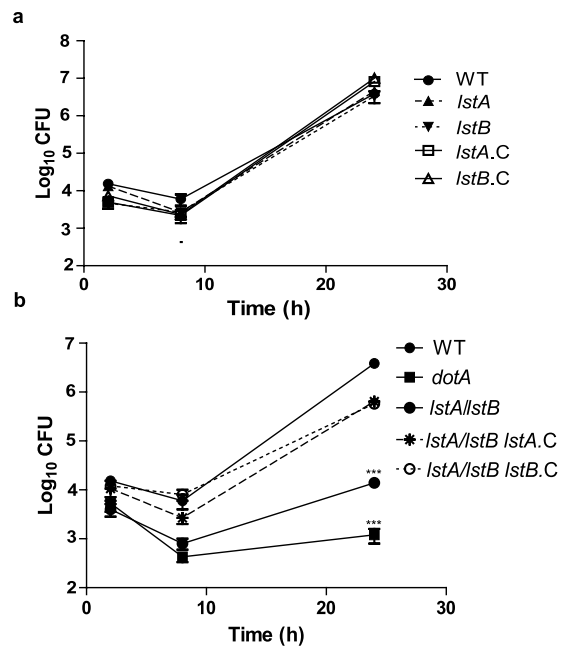 a
8
7
6
5
4
3
2
Log10 CFU
0
10
20
30
Time (h)
WT
lstA
lstB
lstA.C
lstB.C
b
7
6
5
4
3
2
Log10 CFU
***
***
0
10
20
30
Time (h)
WT
dotA
lstA/lstB
lstA/lstB lstA.C
lstA/lstB lstB.C